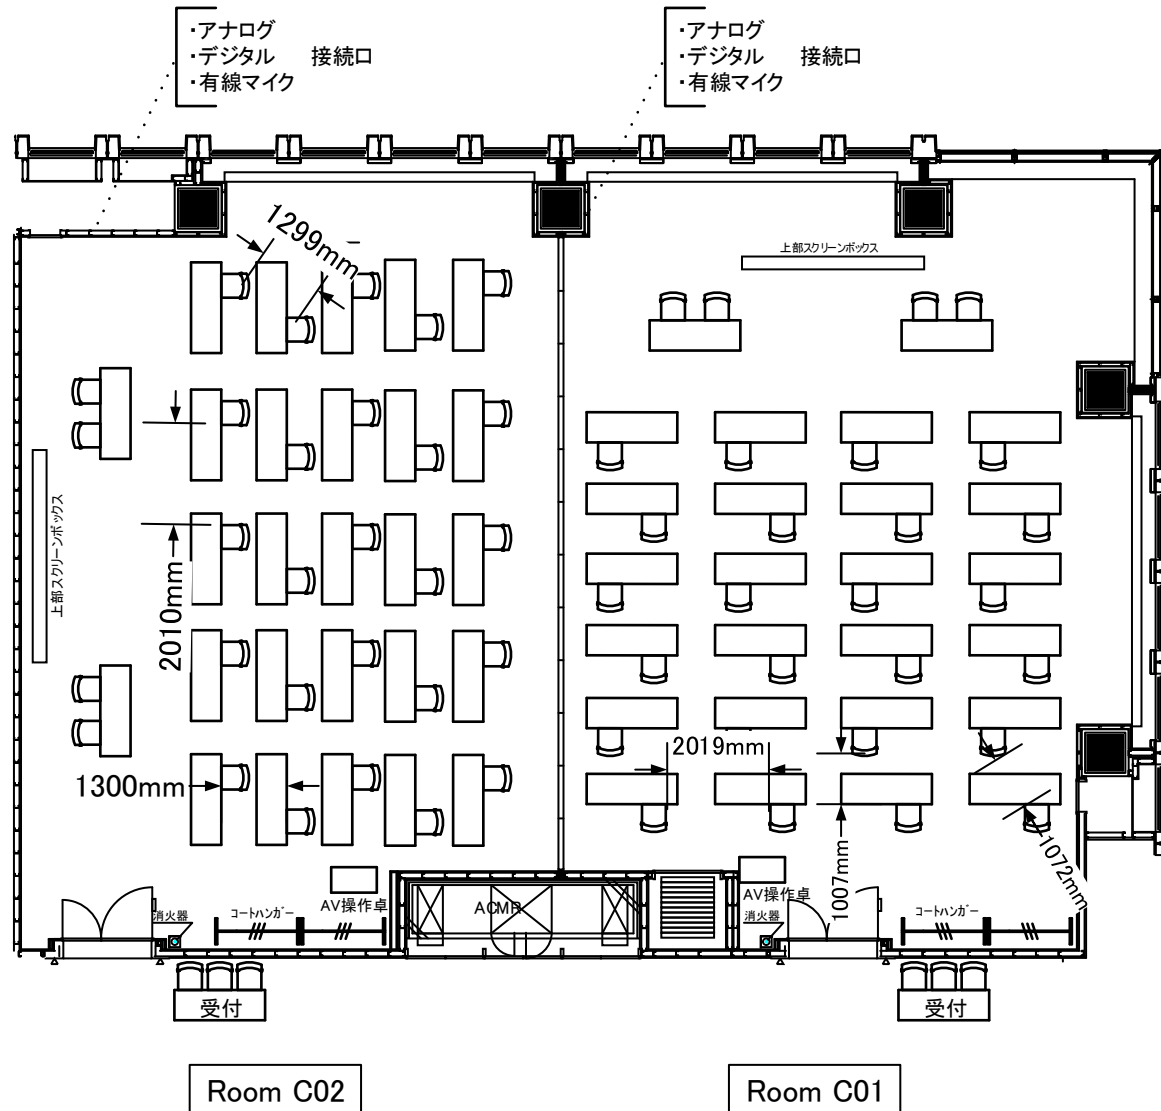 ・アナログ
・デジタル 接続口
・有線マイク
・アナログ
・デジタル 接続口
・有線マイク
1299mm
上部スクリーンボックス
上部スクリーンボックス
2010mm
1300mm
2019mm
1007mm
1072mm
AV操作卓
ACMR
AV操作卓
消火器
コートハンガー
消火器
コートハンガー
受付
受付
Room C02
Room C01